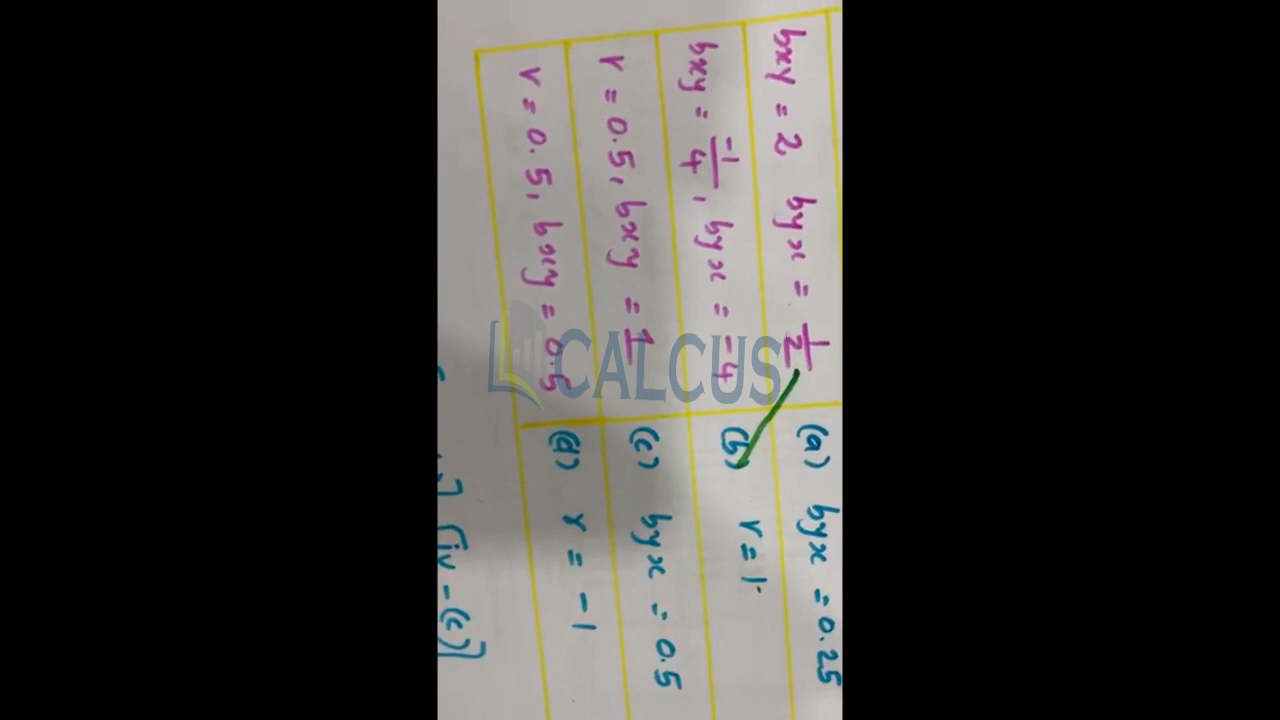 bxy = 2 byx = 1/2 (a) byx = 0.25
bxy = -1/4, byx = -4 (b) r = 1
r = 0.5, bxy = 1 (c) byx = 0.5
r = 0.5, bxy = 0.5 (d) r = -1
[iv - (c)]
CALCUS